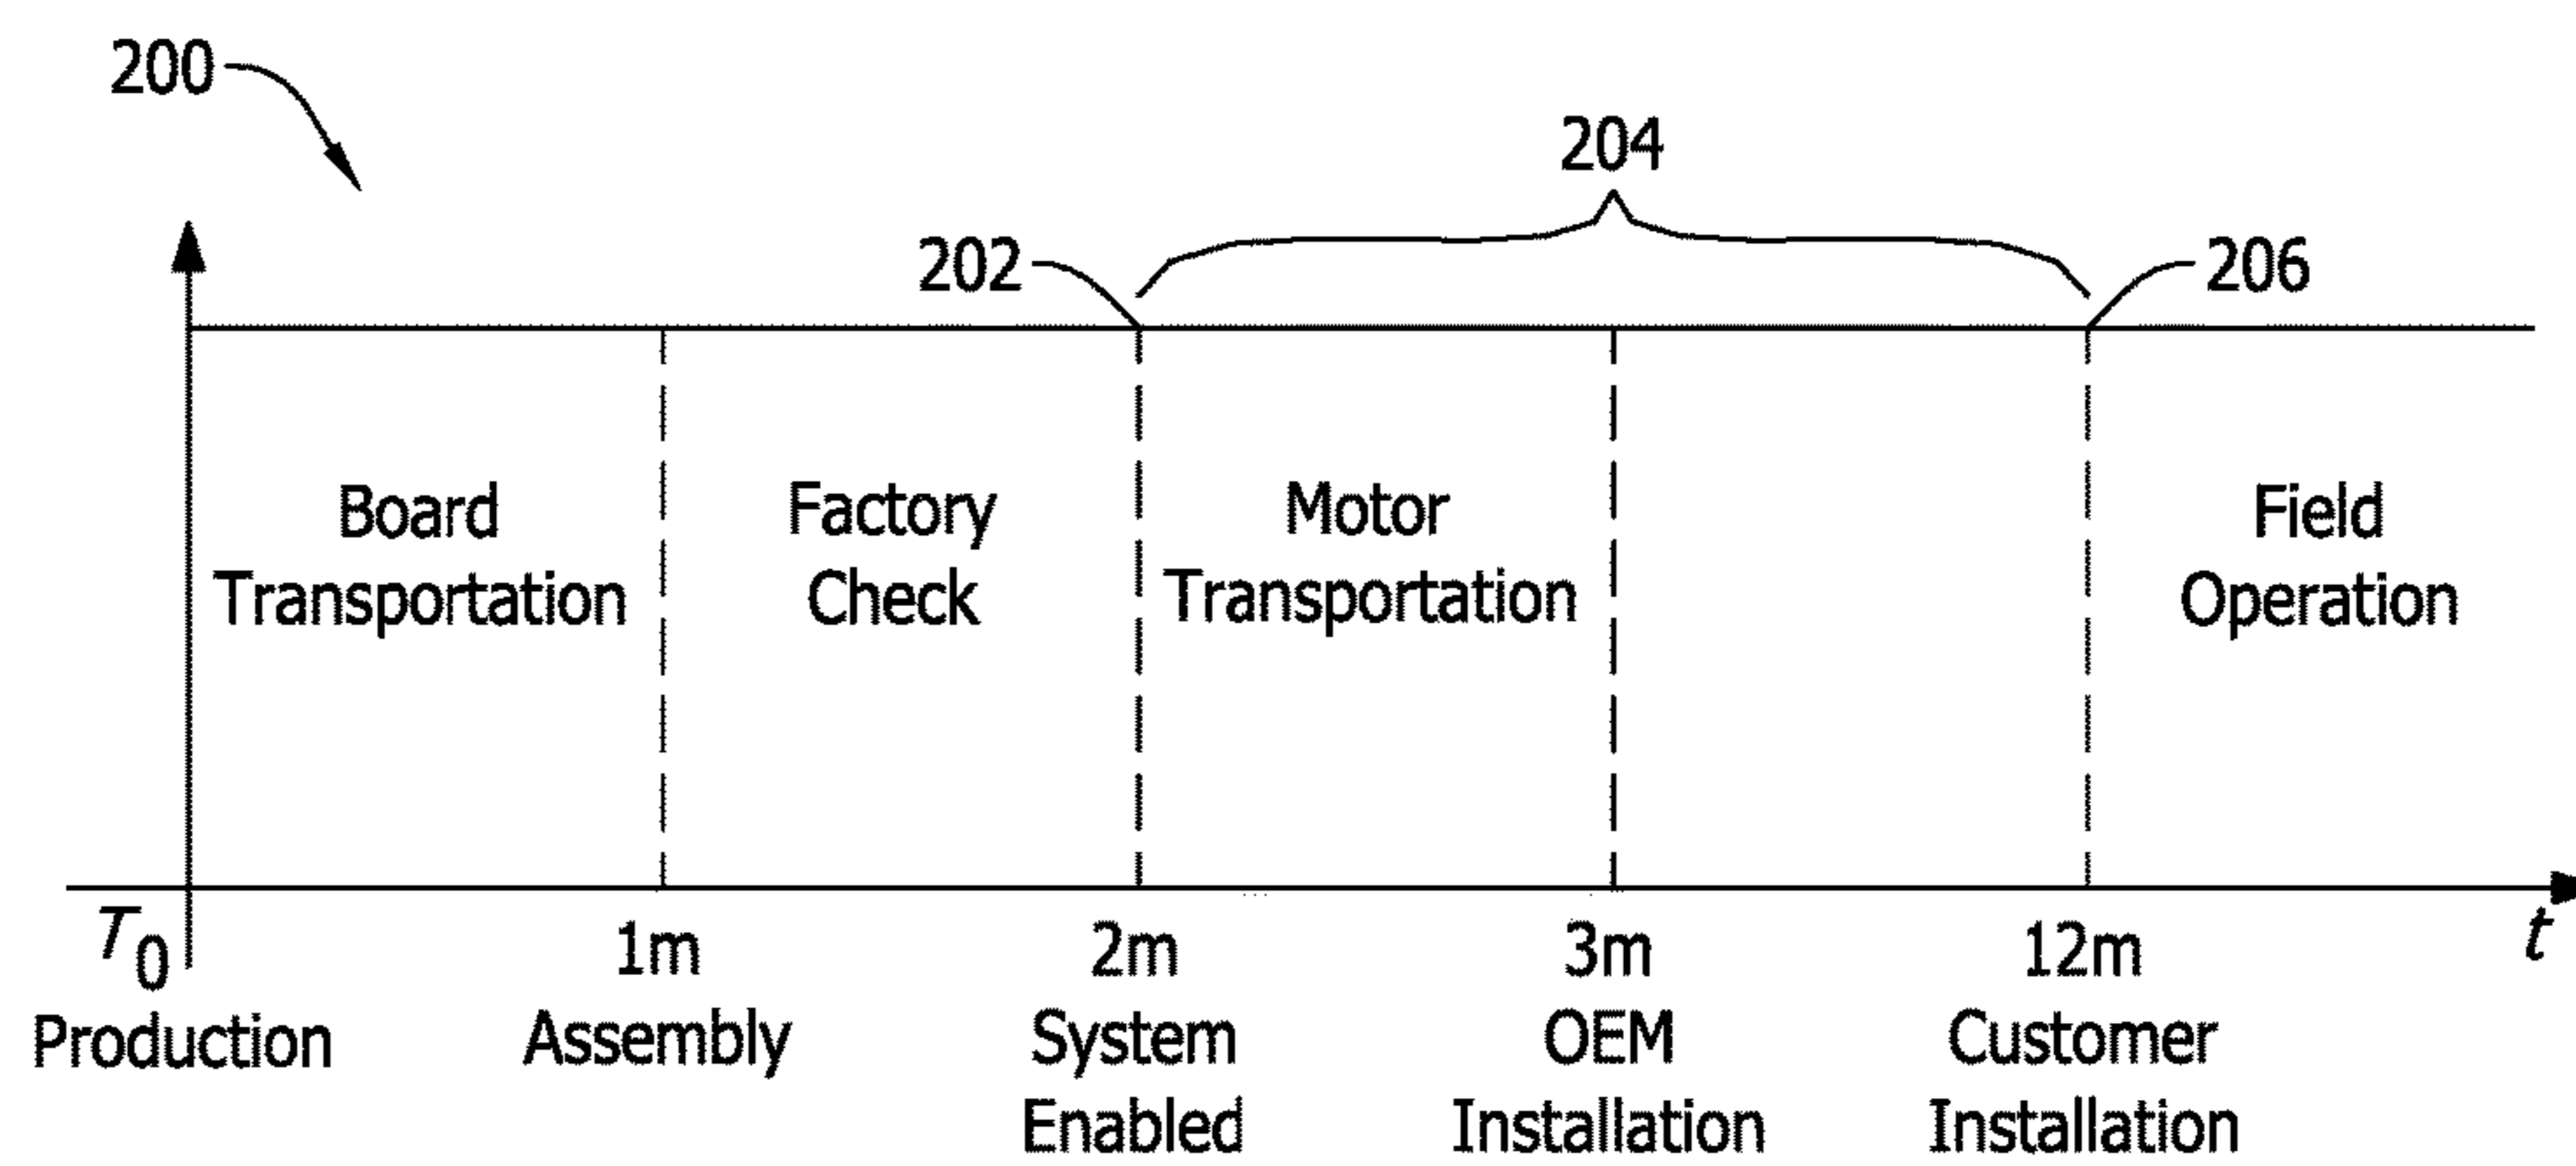 200
204
202
206
Board
Transportation
Factory
Check
Motor
Transportation
Field
Operation
T0
Production
1m
Assembly
2m
System
Enabled
3m
OEM
Installation
12m
Customer
Installation
t